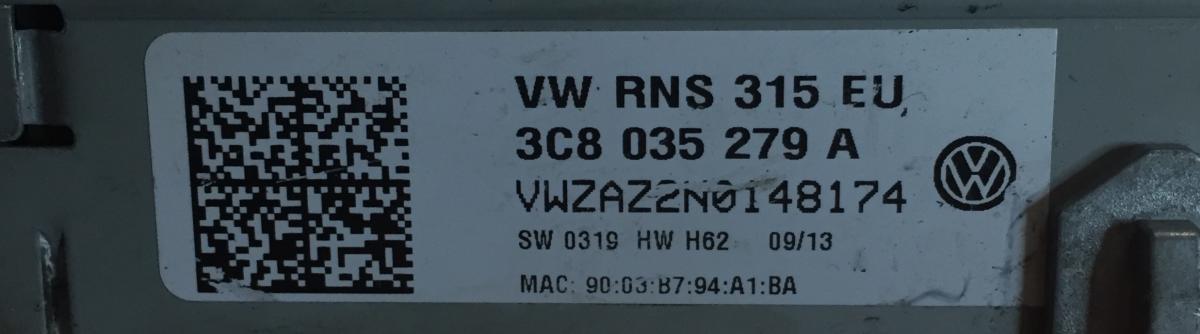 VW RNS 315 EU
3C8 035 279 A
VWZAZ2N0148174
SW 0319 HW H62 09/13
MAC: 90:03:B7:94:A1:BA